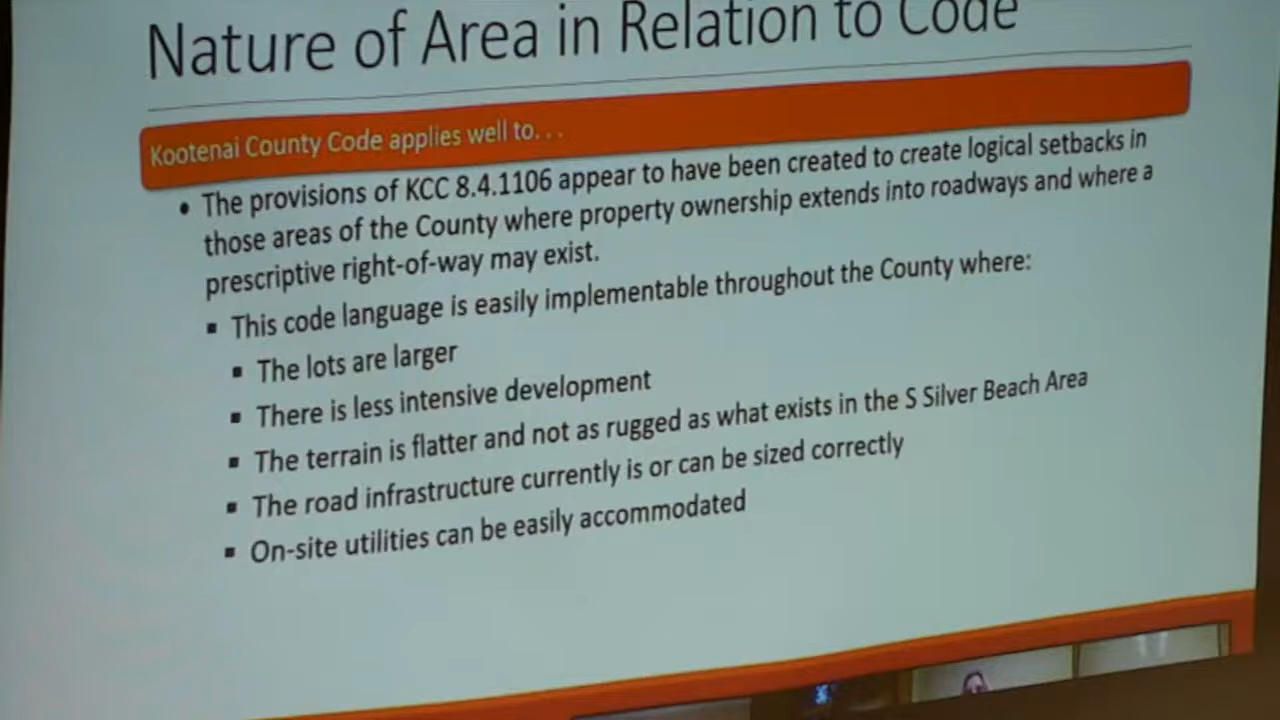 Nature of Area in Relation to Code
Kootenai County Code applies well to. . .
• The provisions of KCC 8.4.1106 appear to have been created to create logical setbacks in
those areas of the County where property ownership extends into roadways and where a
prescriptive right-of-way may exist.
▪ This code language is easily implementable throughout the County where:
▪ The lots are larger
▪ There is less intensive development
▪ The terrain is flatter and not as rugged as what exists in the S Silver Beach Area
▪ The road infrastructure currently is or can be sized correctly
▪ On-site utilities can be easily accommodated